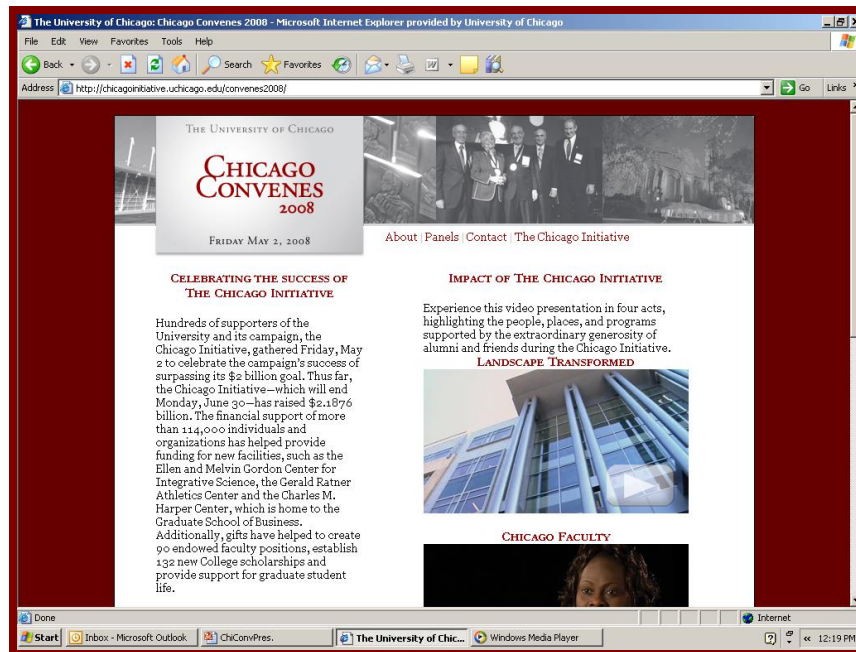 The University of Chicago: Chicago Convenes 2008 - Microsoft Internet Explorer provided by University of Chicago
File Edit View Favorites Tools Help
Back Search Favorites
Address http://chicagoinitiative.uchicago.edu/convenes2008/ Go Links
THE UNIVERSITY OF CHICAGO
CHICAGO
CONVENES
2008
FRIDAY MAY 2, 2008
About | Panels | Contact | The Chicago Initiative
CELEBRATING THE SUCCESS OF
THE CHICAGO INITIATIVE
Hundreds of supporters of the
University and its campaign, the
Chicago Initiative, gathered Friday, May
2 to celebrate the campaign's success of
surpassing its $2 billion goal. Thus far,
the Chicago Initiative—which will end
Monday, June 30—has raised $2.1876
billion. The financial support of more
than 114,000 individuals and
organizations has helped provide
funding for new facilities, such as the
Ellen and Melvin Gordon Center for
Integrative Science, the Gerald Ratner
Athletics Center and the Charles M.
Harper Center, which is home to the
Graduate School of Business.
Additionally, gifts have helped to create
90 endowed faculty positions, establish
132 new College scholarships and
provide support for graduate student
life.
IMPACT OF THE CHICAGO INITIATIVE
Experience this video presentation in four acts,
highlighting the people, places, and programs
supported by the extraordinary generosity of
alumni and friends during the Chicago Initiative.
LANDSCAPE TRANSFORMED
CHICAGO FACULTY
Done Internet
Start Inbox - Microsoft Outlook ChiConvPres. The University of Chic... Windows Media Player 12:19 PM